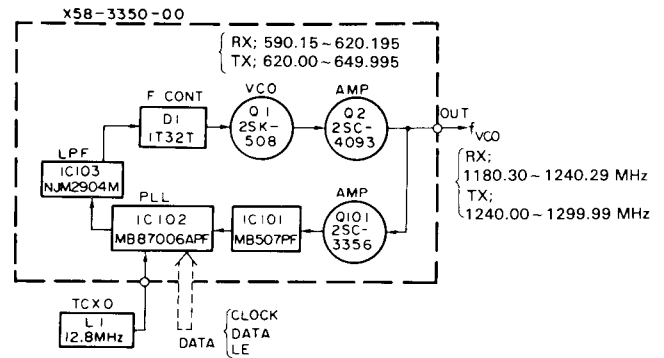 X58-3350-00
RX; 590.15~620.195
TX; 620.00~649.995
F CONT
D1
1T32T
VCO
Q1
2SK-
508
AMP
Q2
2SC-
4093
OUT
fVCO
RX;
1180.30~1240.29 MHz
TX;
1240.00~1299.99 MHz
LPF
IC103
NJM2904M
PLL
IC102
MB87006APF
IC101
MB507PF
AMP
Q101
2SC-
3356
TCXO
L1
12.8MHz
DATA
CLOCK
DATA
LE